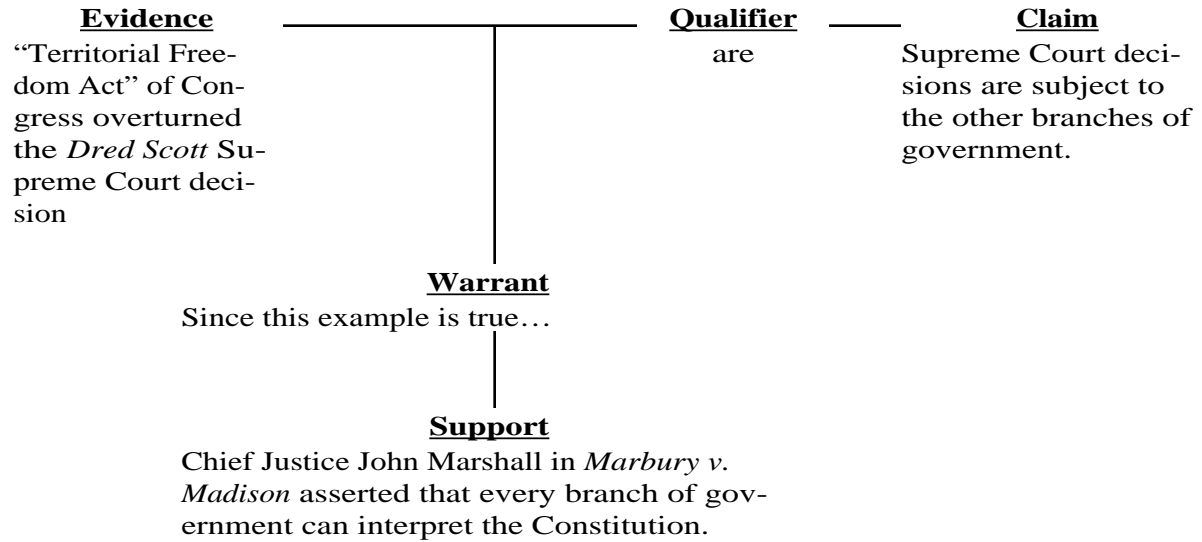 Evidence
"Territorial Free-
dom Act" of Con-
gress overturned
the Dred Scott Su-
preme Court deci-
sion
Qualifier
are
Claim
Supreme Court deci-
sions are subject to
the other branches of
government.
Warrant
Since this example is true…
Support
Chief Justice John Marshall in Marbury v.
Madison asserted that every branch of gov-
ernment can interpret the Constitution.